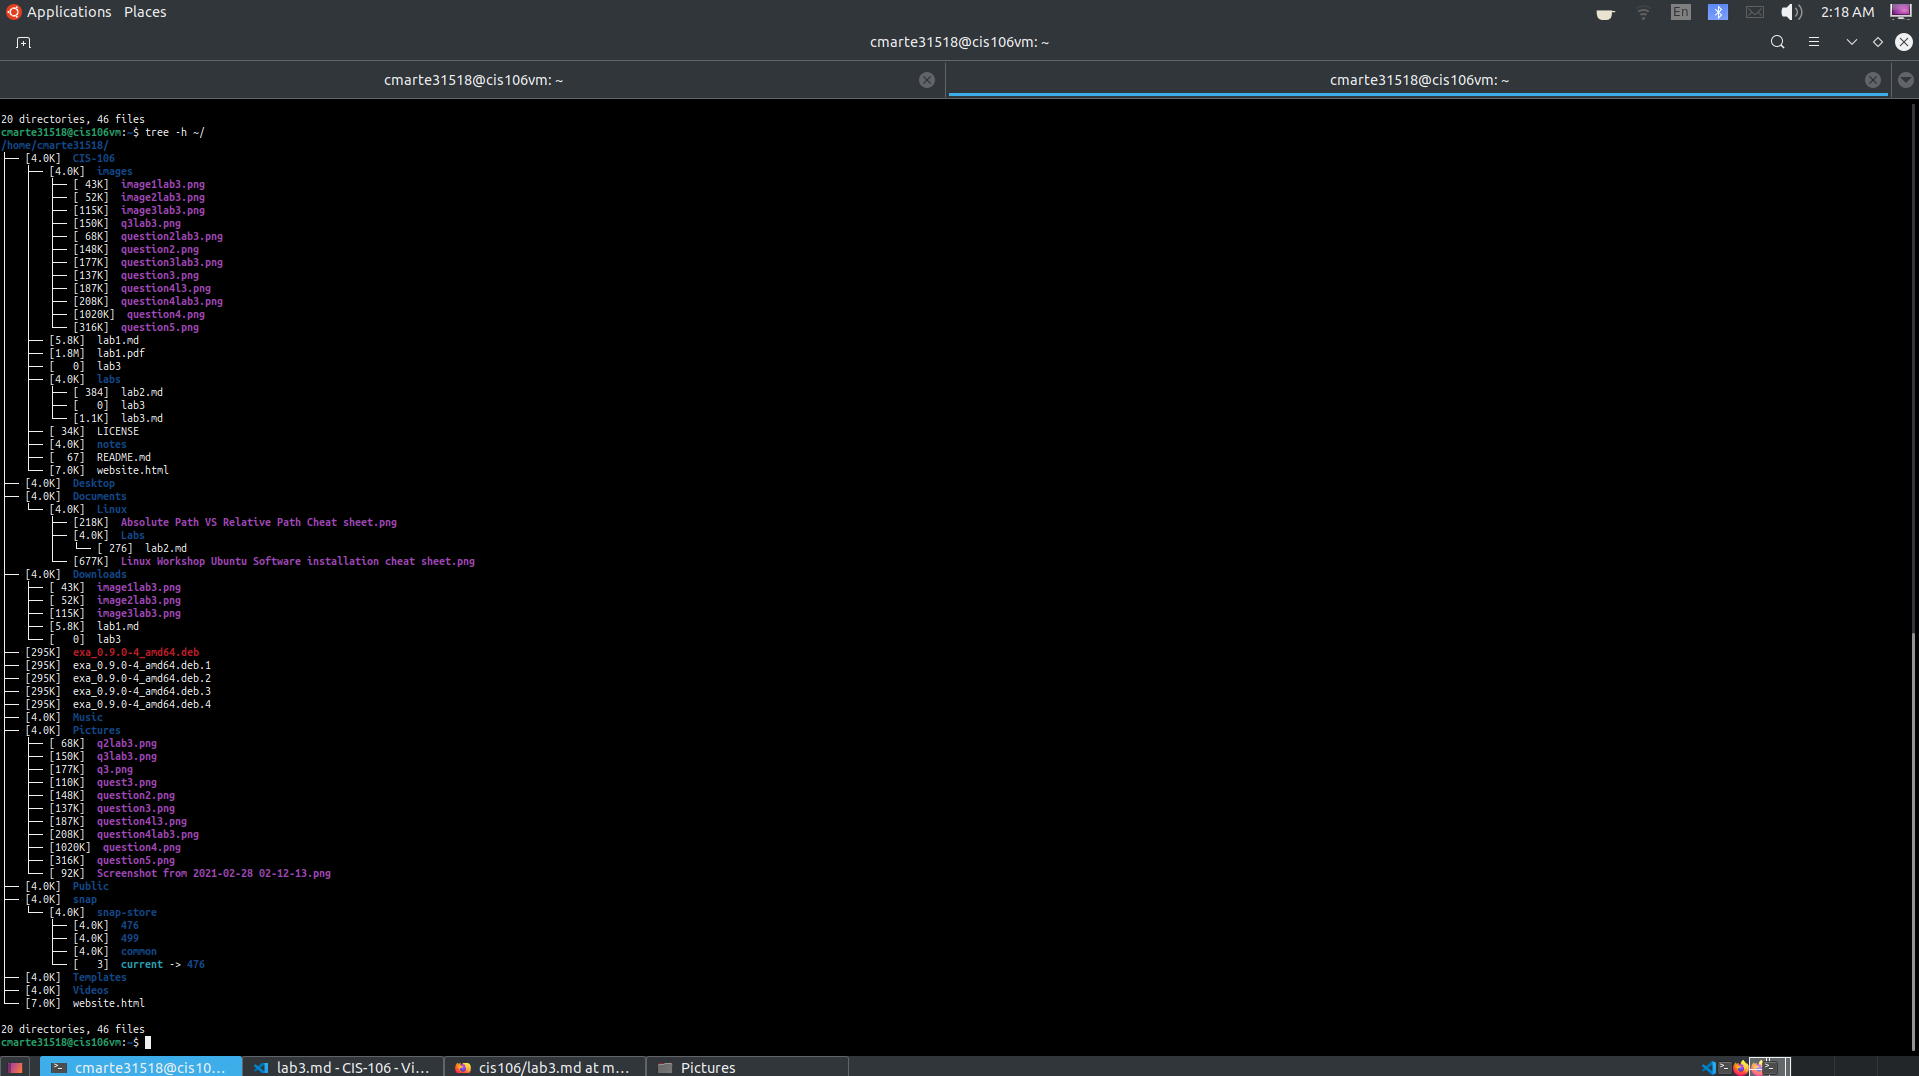 Applications Places En 2:18 AM
cmarte31518@cis106vm: ~
cmarte31518@cis106vm: ~ cmarte31518@cis106vm: ~
20 directories, 46 files
cmarte31518@cis106vm:~$ tree -h ~/
/home/cmarte31518/
├── [4.0K]  CIS-106
│   ├── [4.0K]  images
│   │   ├── [ 43K]  image1lab3.png
│   │   ├── [ 52K]  image2lab3.png
│   │   ├── [115K]  image3lab3.png
│   │   ├── [150K]  q3lab3.png
│   │   ├── [ 68K]  question2lab3.png
│   │   ├── [148K]  question2.png
│   │   ├── [177K]  question3lab3.png
│   │   ├── [137K]  question3.png
│   │   ├── [187K]  question4l3.png
│   │   ├── [208K]  question4lab3.png
│   │   ├── [1020K]  question4.png
│   │   └── [316K]  question5.png
│   ├── [5.8K]  lab1.md
│   ├── [1.8M]  lab1.pdf
│   ├── [   0]  lab3
│   ├── [4.0K]  labs
│   │   ├── [ 384]  lab2.md
│   │   ├── [   0]  lab3
│   │   └── [1.1K]  lab3.md
│   ├── [ 34K]  LICENSE
│   ├── [4.0K]  notes
│   ├── [  67]  README.md
│   └── [7.0K]  website.html
├── [4.0K]  Desktop
├── [4.0K]  Documents
│   └── [4.0K]  Linux
│       ├── [218K]  Absolute Path VS Relative Path Cheat sheet.png
│       ├── [4.0K]  Labs
│       │   └── [ 276]  lab2.md
│       └── [677K]  Linux Workshop Ubuntu Software installation cheat sheet.png
├── [4.0K]  Downloads
│   ├── [ 43K]  image1lab3.png
│   ├── [ 52K]  image2lab3.png
│   ├── [115K]  image3lab3.png
│   ├── [5.8K]  lab1.md
│   └── [   0]  lab3
├── [295K]  exa_0.9.0-4_amd64.deb
├── [295K]  exa_0.9.0-4_amd64.deb.1
├── [295K]  exa_0.9.0-4_amd64.deb.2
├── [295K]  exa_0.9.0-4_amd64.deb.3
├── [295K]  exa_0.9.0-4_amd64.deb.4
├── [4.0K]  Music
├── [4.0K]  Pictures
│   ├── [ 68K]  q2lab3.png
│   ├── [150K]  q3lab3.png
│   ├── [177K]  q3.png
│   ├── [110K]  quest3.png
│   ├── [148K]  question2.png
│   ├── [137K]  question3.png
│   ├── [187K]  question4l3.png
│   ├── [208K]  question4lab3.png
│   ├── [1020K]  question4.png
│   ├── [316K]  question5.png
│   └── [ 92K]  Screenshot from 2021-02-28 02-12-13.png
├── [4.0K]  Public
├── [4.0K]  snap
│   └── [4.0K]  snap-store
│       ├── [4.0K]  476
│       ├── [4.0K]  499
│       ├── [4.0K]  common
│       └── [   3]  current -> 476
├── [4.0K]  Templates
├── [4.0K]  Videos
└── [7.0K]  website.html
20 directories, 46 files
cmarte31518@cis106vm:~$
cmarte31518@cis10... lab3.md - CIS-106 - Vi... cis106/lab3.md at m... Pictures